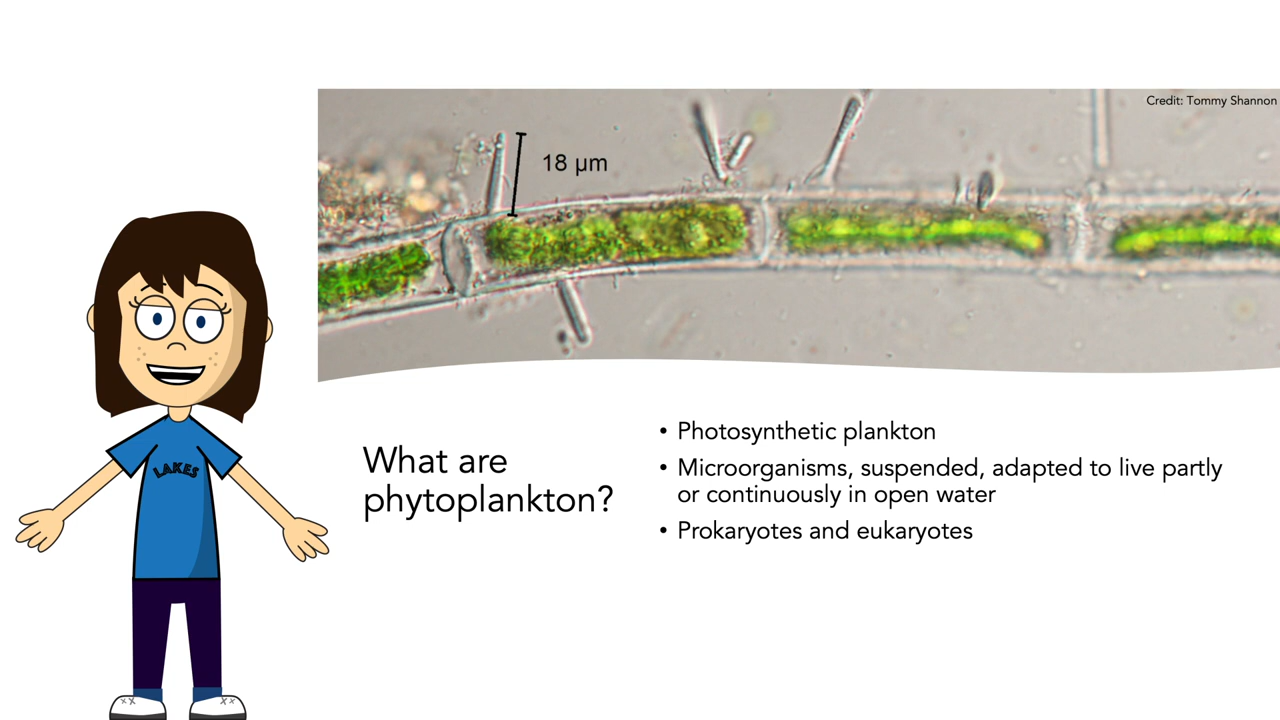 Credit: Tommy Shannon
18 µm
LAKES
What are
phytoplankton?
• Photosynthetic plankton
• Microorganisms, suspended, adapted to live partly
or continuously in open water
• Prokaryotes and eukaryotes